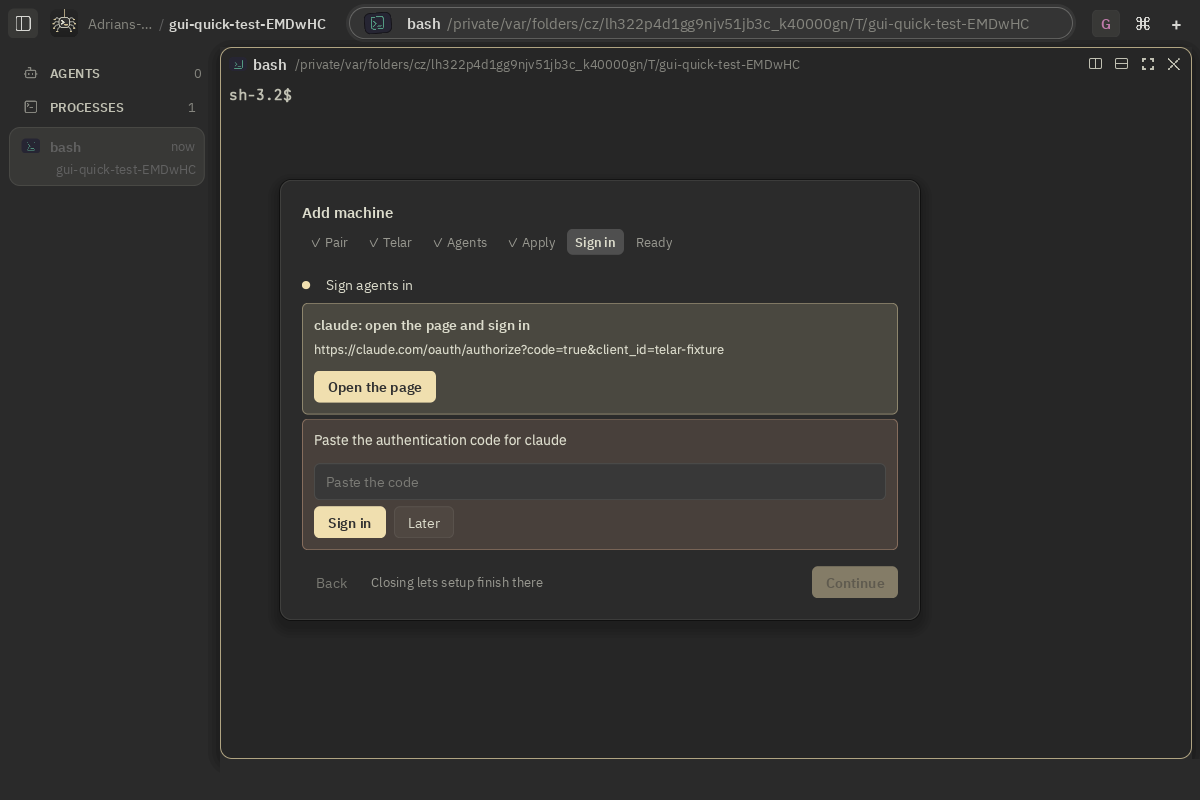 Adrians-... / gui-quick-test-EMDwHC
bash /private/var/folders/cz/lh322p4d1gg9njv51jb3c_k40000gn/T/gui-quick-test-EMDwHC
G ⌘ +
AGENTS 0
PROCESSES 1
bash now
gui-quick-test-EMDwHC
bash /private/var/folders/cz/lh322p4d1gg9njv51jb3c_k40000gn/T/gui-quick-test-EMDwHC
sh-3.2$
Add machine
✓ Pair ✓ Telar ✓ Agents ✓ Apply Sign in Ready
Sign agents in
claude: open the page and sign in
https://claude.com/oauth/authorize?code=true&client_id=telar-fixture
Open the page
Paste the authentication code for claude
Paste the code
Sign in Later
Back Closing lets setup finish there Continue